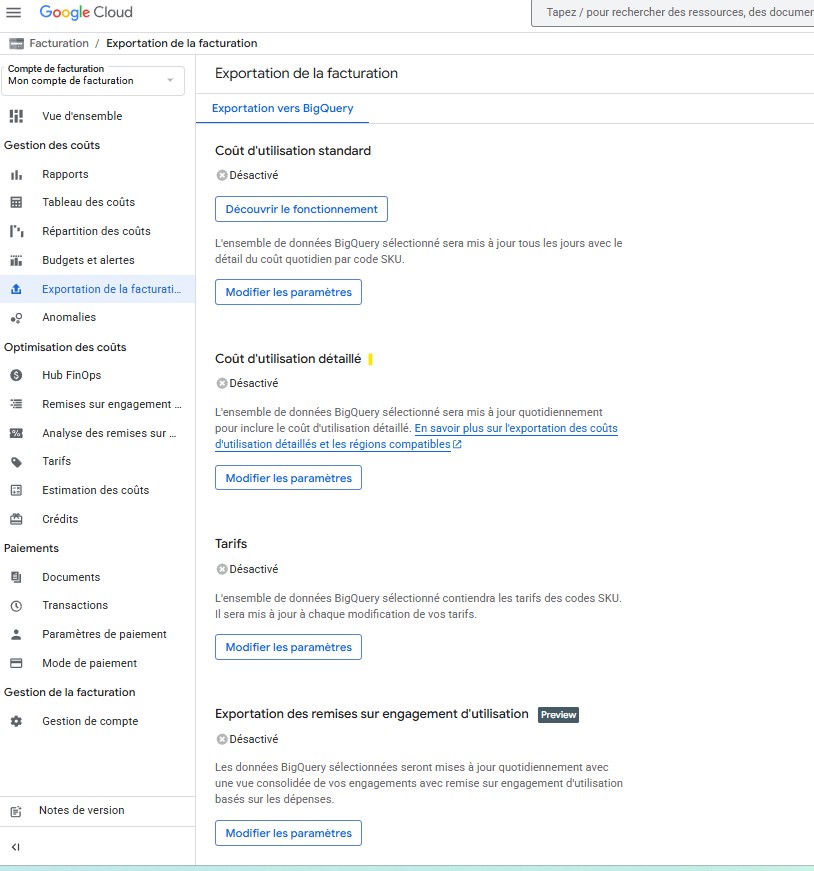 Google Cloud
Tapez / pour rechercher des ressources, des documen
Facturation / Exportation de la facturation
Compte de facturation
Mon compte de facturation
Vue d'ensemble
Gestion des coûts
Rapports
Tableau des coûts
Répartition des coûts
Budgets et alertes
Exportation de la facturati...
Anomalies
Optimisation des coûts
Hub FinOps
Remises sur engagement ...
Analyse des remises sur ...
Tarifs
Estimation des coûts
Crédits
Paiements
Documents
Transactions
Paramètres de paiement
Mode de paiement
Gestion de la facturation
Gestion de compte
Notes de version
Exportation de la facturation
Exportation vers BigQuery
Coût d'utilisation standard
Désactivé
Découvrir le fonctionnement
L'ensemble de données BigQuery sélectionné sera mis à jour tous les jours avec le
détail du coût quotidien par code SKU.
Modifier les paramètres
Coût d'utilisation détaillé
Désactivé
L'ensemble de données BigQuery sélectionné sera mis à jour quotidiennement
pour inclure le coût d'utilisation détaillé. En savoir plus sur l'exportation des coûts
d'utilisation détaillés et les régions compatibles
Modifier les paramètres
Tarifs
Désactivé
L'ensemble de données BigQuery sélectionné contiendra les tarifs des codes SKU.
Il sera mis à jour à chaque modification de vos tarifs.
Modifier les paramètres
Exportation des remises sur engagement d'utilisation Preview
Désactivé
Les données BigQuery sélectionnées seront mises à jour quotidiennement avec
une vue consolidée de vos engagements avec remise sur engagement d'utilisation
basés sur les dépenses.
Modifier les paramètres